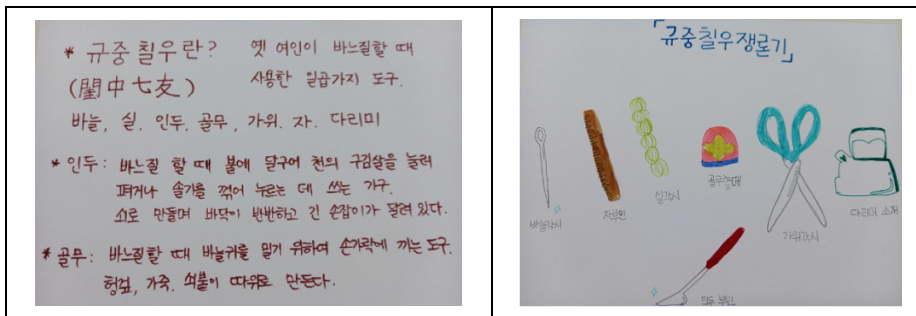 * 규중칠우란? 옛 여인이 바느질할 때
(閨中七友) 사용한 일곱가지 도구.
바늘, 실, 인두, 골무, 가위. 자. 다리미
* 인두: 바느질 할 때 불에 달구어 천의 구김살을 눌러
펴거나 솔기를 꺾어 누르는 데 쓰는 기구.
쇠로 만들며 바닥이 반반하고 긴 손잡이가 달려 있다.
* 골무: 바느질할 때 바늘귀를 밀기 위하여 손가락에 끼는 도구.
헝겊, 가죽. 쇠붙이 따위로 만든다.
「규중칠우쟁론기」
바늘각시
자부인
실각시
가위각시
다리미 소저
인두 부인